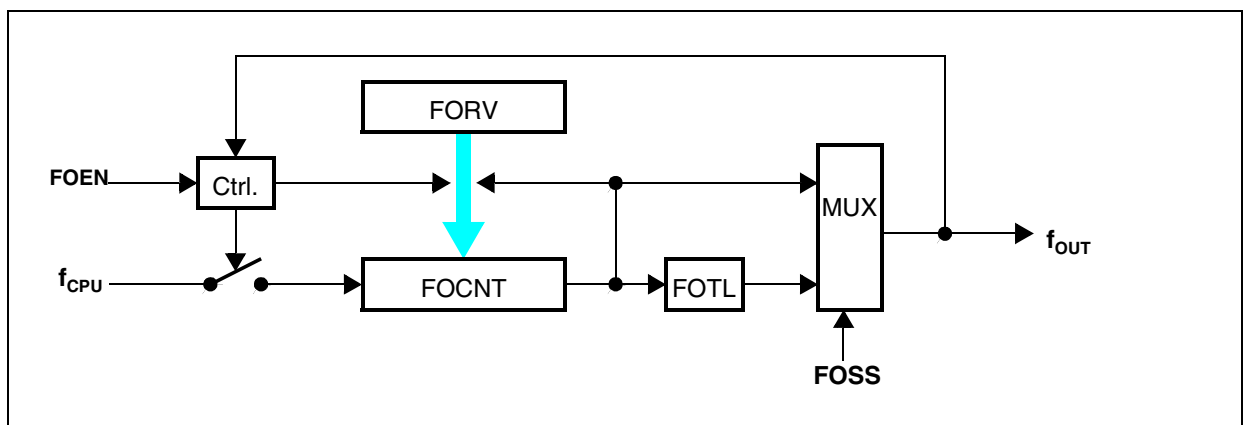 FORV
FOEN
Ctrl.
MUX
fOUT
fCPU
FOCNT
FOTL
FOSS